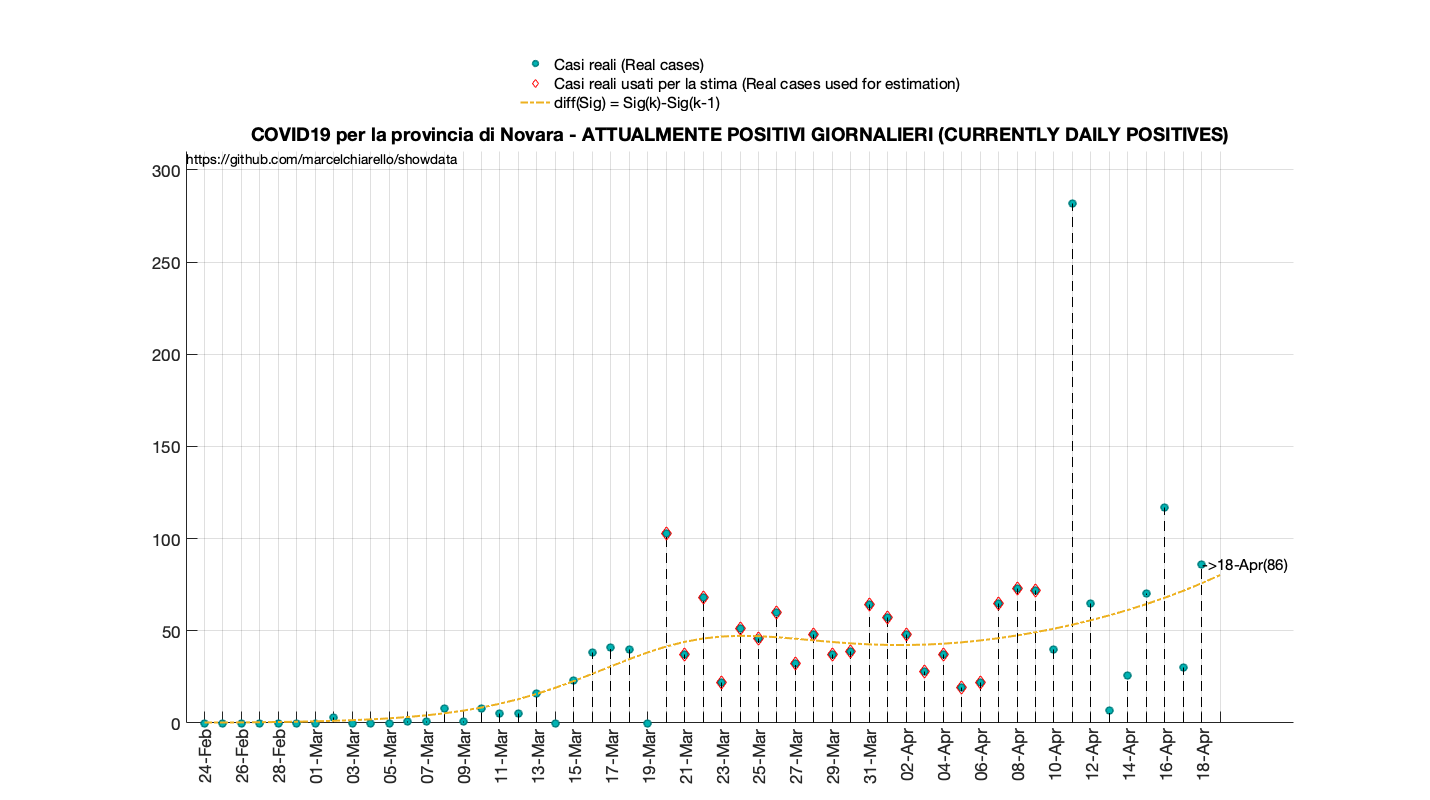 Casi reali (Real cases)
Casi reali usati per la stima (Real cases used for estimation)
diff(Sig) = Sig(k)-Sig(k-1)
COVID19 per la provincia di Novara - ATTUALMENTE POSITIVI GIORNALIERI (CURRENTLY DAILY POSITIVES)
https://github.com/marcelchiarello/showdata
300
250
200
150
100
50
0
->18-Apr(86)
24-Feb
26-Feb
28-Feb
01-Mar
03-Mar
05-Mar
07-Mar
09-Mar
11-Mar
13-Mar
15-Mar
17-Mar
19-Mar
21-Mar
23-Mar
25-Mar
27-Mar
29-Mar
31-Mar
02-Apr
04-Apr
06-Apr
08-Apr
10-Apr
12-Apr
14-Apr
16-Apr
18-Apr